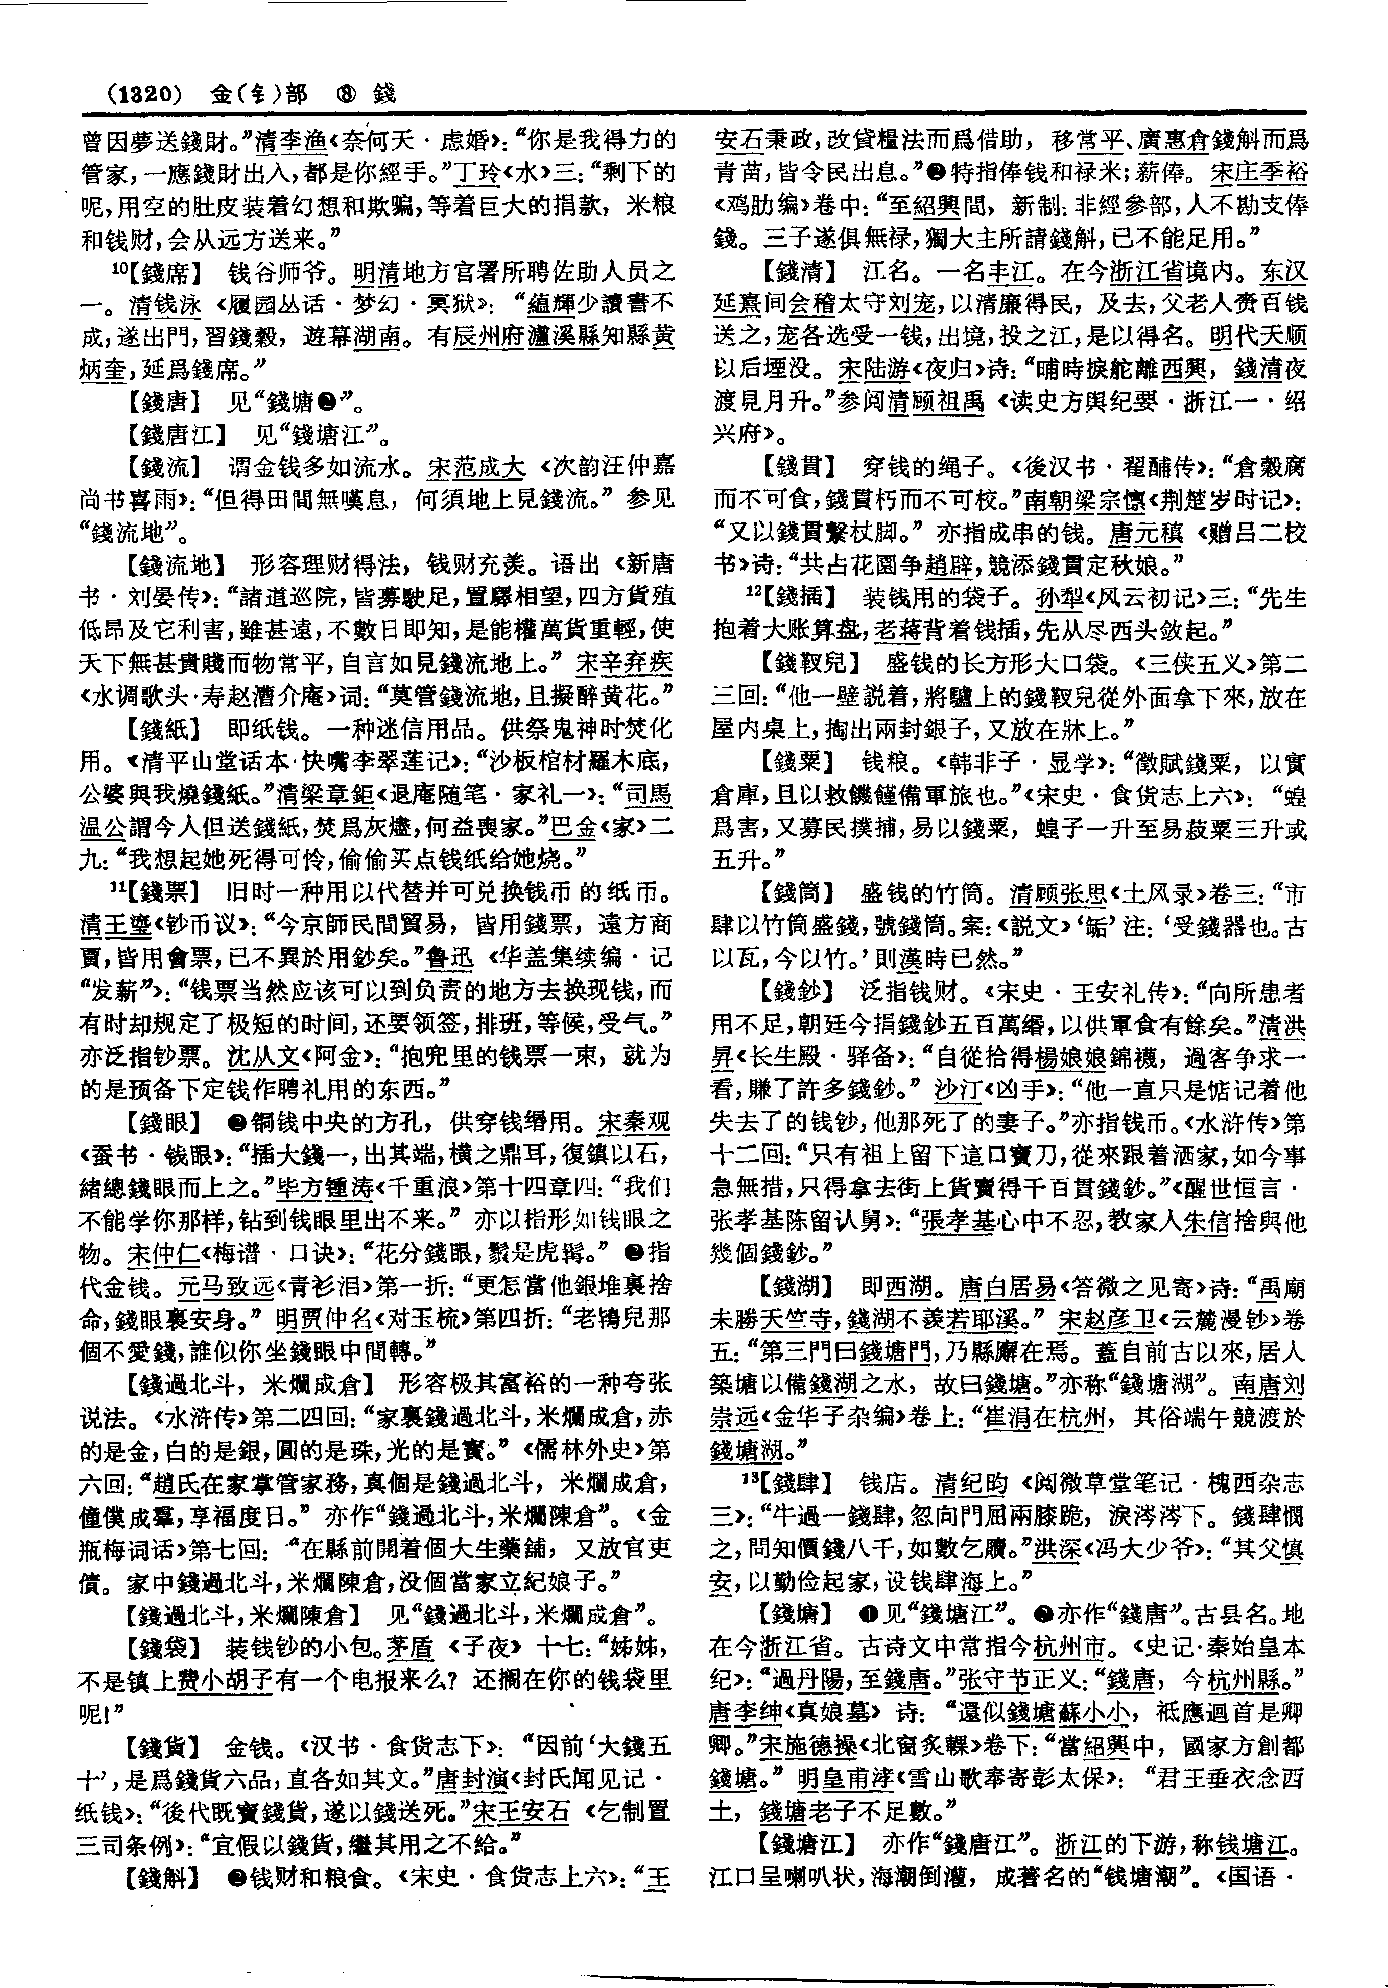 (1320) 金(钅)部 ⑧ 錢
曾因夢送錢財。”清李渔《奈何天·虑婚》：“你是我得力的
管家，一應錢財出入，都是你經手。”丁玲《水》三：“剩下的
呢，用空的肚皮装着幻想和欺骗，等着巨大的捐款，米粮
和钱财，会从远方送来。”
10【錢席】 钱谷师爷。明清地方官署所聘佐助人员之
一。清钱泳《履园丛话·梦幻·冥狱》：“蘊輝少讀書不
成，遂出門，習錢穀，遊幕湖南。有辰州府瀘溪縣知縣黄
炳奎，延爲錢席。”
【錢唐】 见“錢塘❷”。
【錢唐江】 见“錢塘江”。
【錢流】 谓金钱多如流水。宋范成大《次韵汪仲嘉
尚书喜雨》：“但得田間無嘆息，何須地上見錢流。”参见
“錢流地”。
【錢流地】 形容理财得法，钱财充羡。语出《新唐
书·刘晏传》：“諸道巡院，皆募駛足，置驛相望，四方貨殖
低昂及它利害，雖甚遠，不數日即知，是能權萬貨重輕，使
天下無甚貴賤而物常平，自言如見錢流地上。”宋辛弃疾
《水调歌头·寿赵漕介庵》词：“莫管錢流地，且擬醉黄花。”
【錢紙】 即纸钱。一种迷信用品。供祭鬼神时焚化
用。《清平山堂话本·快嘴李翠莲记》：“沙板棺材羅木底，
公婆與我燒錢紙。”清梁章鉅《退庵随笔·家礼一》：“司馬
温公謂今人但送錢紙，焚爲灰燼，何益喪家。”巴金《家》二
九：“我想起她死得可怜，偷偷买点钱纸给她烧。”
11【錢票】 旧时一种用以代替并可兑换钱币的纸币。
清王鎏《钞币议》：“今京師民間貿易，皆用錢票，遠方商
賈，皆用會票，已不異於用鈔矣。”鲁迅《华盖集续编·记
“发薪”》：“钱票当然应该可以到负责的地方去换现钱，而
有时却规定了极短的时间，还要领签，排班，等候，受气。”
亦泛指钞票。沈从文《阿金》：“抱兜里的钱票一束，就为
的是预备下定钱作聘礼用的东西。”
【錢眼】 ❶铜钱中央的方孔，供穿钱缗用。宋秦观
《蚕书·钱眼》：“插大錢一，出其端，横之鼎耳，復鎮以石，
緒總錢眼而上之。”毕方锺涛《千重浪》第十四章四：“我们
不能学你那样，钻到钱眼里出不来。”亦以指形如钱眼之
物。宋仲仁《梅谱·口诀》：“花分錢眼，鬚是虎髯。”❷指
代金钱。元马致远《青衫泪》第一折：“更怎當他銀堆裏捨
命，錢眼裏安身。”明贾仲名《对玉梳》第四折：“老鴇兒那
個不愛錢，誰似你坐錢眼中間轉。”
【錢過北斗，米爛成倉】 形容极其富裕的一种夸张
说法。《水浒传》第二四回：“家裏錢過北斗，米爛成倉，赤
的是金，白的是銀，圓的是珠，光的是寶。”《儒林外史》第
六回：“趙氏在家掌管家務，真個是錢過北斗，米爛成倉，
僮僕成羣，享福度日。”亦作“錢過北斗，米爛陳倉”。《金
瓶梅词话》第七回：“在縣前開着個大生藥舖，又放官吏
債。家中錢過北斗，米爛陳倉，没個當家立紀娘子。”
【錢過北斗，米爛陳倉】 见“錢過北斗，米爛成倉”。
【錢袋】 装钱钞的小包。茅盾《子夜》十七：“姊姊，
不是镇上费小胡子有一个电报来么？还搁在你的钱袋里
呢！”
【錢貨】 金钱。《汉书·食货志下》：“因前‘大錢五
十’，是爲錢貨六品，直各如其文。”唐封演《封氏闻见记·
纸钱》：“後代既寶錢貨，遂以錢送死。”宋王安石《乞制置
三司条例》：“宜假以錢貨，繼其用之不給。”
【錢斛】 ❶钱财和粮食。《宋史·食货志上六》：“王
安石秉政，改貸糧法而爲借助，移常平、廣惠倉錢斛而爲
青苗，皆令民出息。”❷特指俸钱和禄米；薪俸。宋庄季裕
《鸡肋编》卷中：“至紹興間，新制：非經參部，人不勘支俸
錢。三子遂俱無禄，獨大主所請錢斛，已不能足用。”
【錢清】 江名。一名丰江。在今浙江省境内。东汉
延熹间会稽太守刘宠，以清廉得民，及去，父老人赍百钱
送之，宠各选受一钱，出境，投之江，是以得名。明代天顺
以后堙没。宋陆游《夜归》诗：“晡時捩舵離西興，錢清夜
渡見月升。”参阅清顾祖禹《读史方舆纪要·浙江一·绍
兴府》。
【錢貫】 穿钱的绳子。《後汉书·翟酺传》：“倉穀腐
而不可食，錢貫朽而不可校。”南朝梁宗懔《荆楚岁时记》：
“又以錢貫繫杖脚。”亦指成串的钱。唐元稹《赠吕二校
书》诗：“共占花園争趙辟，競添錢貫定秋娘。”
12【錢插】 装钱用的袋子。孙犁《风云初记》三：“先生
抱着大账算盘，老蒋背着钱插，先从尽西头敛起。”
【錢靫兒】 盛钱的长方形大口袋。《三侠五义》第二
三回：“他一壁説着，將驢上的錢靫兒從外面拿下來，放在
屋内桌上，掏出兩封銀子，又放在牀上。”
【錢粟】 钱粮。《韩非子·显学》：“徵賦錢粟，以實
倉庫，且以救饑饉備軍旅也。”《宋史·食货志上六》：“蝗
爲害，又募民撲捕，易以錢粟，蝗子一升至易菽粟三升或
五升。”
【錢筒】 盛钱的竹筒。清顾张思《土风录》卷三：“市
肆以竹筒盛錢，號錢筒。案：《説文》‘缿’注：‘受錢器也。古
以瓦，今以竹。’則漢時已然。”
【錢鈔】 泛指钱财。《宋史·王安礼传》：“向所患者
用不足，朝廷今捐錢鈔五百萬緡，以供軍食有餘矣。”清洪
昇《长生殿·驿备》：“自從拾得楊娘娘錦襪，過客争求一
看，賺了許多錢鈔。”沙汀《凶手》：“他一直只是惦记着他
失去了的钱钞，他那死了的妻子。”亦指钱币。《水浒传》第
十二回：“只有祖上留下這口寶刀，從來跟着洒家，如今事
急無措，只得拿去街上貨賣得千百貫錢鈔。”《醒世恒言·
张孝基陈留认舅》：“張孝基心中不忍，教家人朱信捨與他
幾個錢鈔。”
【錢湖】 即西湖。唐白居易《答微之见寄》诗：“禹廟
未勝天竺寺，錢湖不羡若耶溪。”宋赵彦卫《云麓漫钞》卷
五：“第三門曰錢塘門，乃縣廨在焉。蓋自前古以來，居人
築塘以備錢湖之水，故曰錢塘。”亦称“錢塘湖”。南唐刘
崇远《金华子杂编》卷上：“崔涓在杭州，其俗端午競渡於
錢塘湖。”
13【錢肆】 钱店。清纪昀《阅微草堂笔记·槐西杂志
三》：“牛過一錢肆，忽向門屈兩膝跪，淚涔涔下。錢肆憫
之，問知價錢八千，如數乞贖。”洪深《冯大少爷》：“其父慎
安，以勤俭起家，设钱肆海上。”
【錢塘】 ❶见“錢塘江”。❷亦作“錢唐”。古县名。地
在今浙江省。古诗文中常指今杭州市。《史记·秦始皇本
纪》：“過丹陽，至錢唐。”张守节正义：“錢唐，今杭州縣。”
唐李绅《真娘墓》诗：“還似錢塘蘇小小，祗應迴首是卿
卿。”宋施德操《北窗炙輠》卷下：“當紹興中，國家方創都
錢塘。”明皇甫涍《雪山歌奉寄彭太保》：“君王垂衣念西
土，錢塘老子不足數。”
【錢塘江】 亦作“錢唐江”。浙江的下游，称钱塘江。
江口呈喇叭状，海潮倒灌，成著名的“钱塘潮”。《国语·